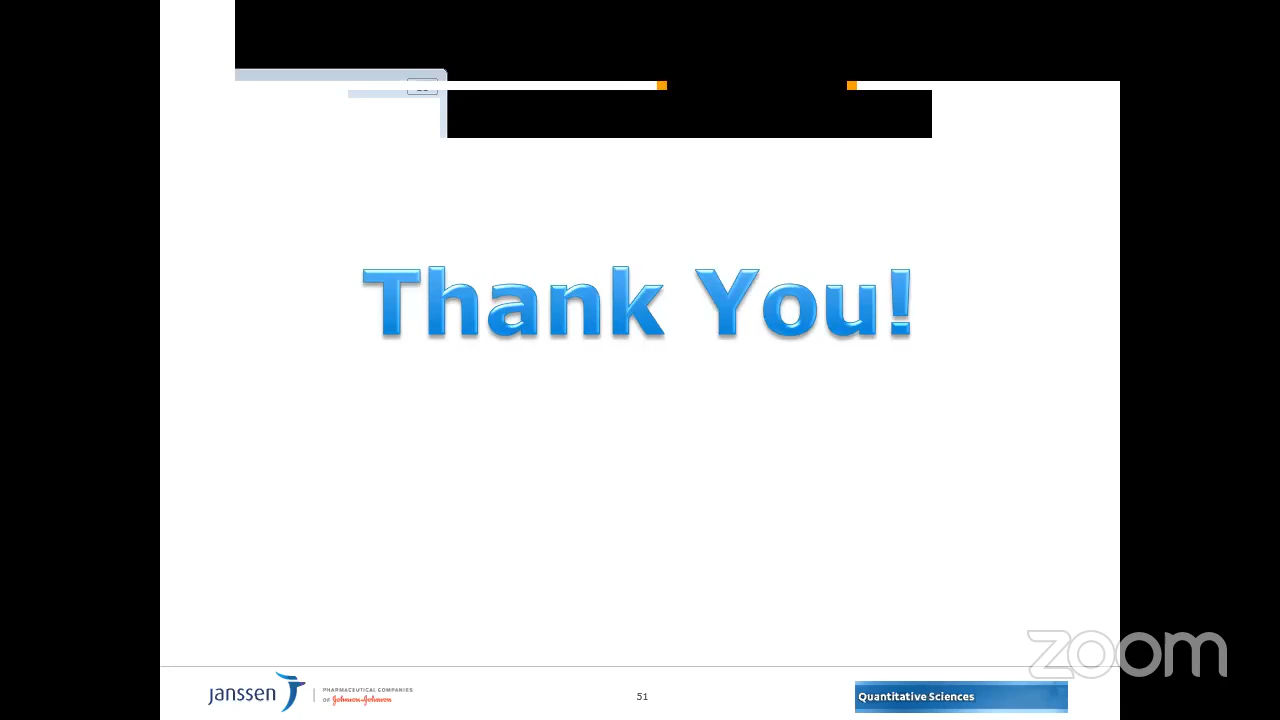 Thank You!
janssen
PHARMACEUTICAL COMPANIES
OF Johnson & Johnson
51
Quantitative Sciences
zoom